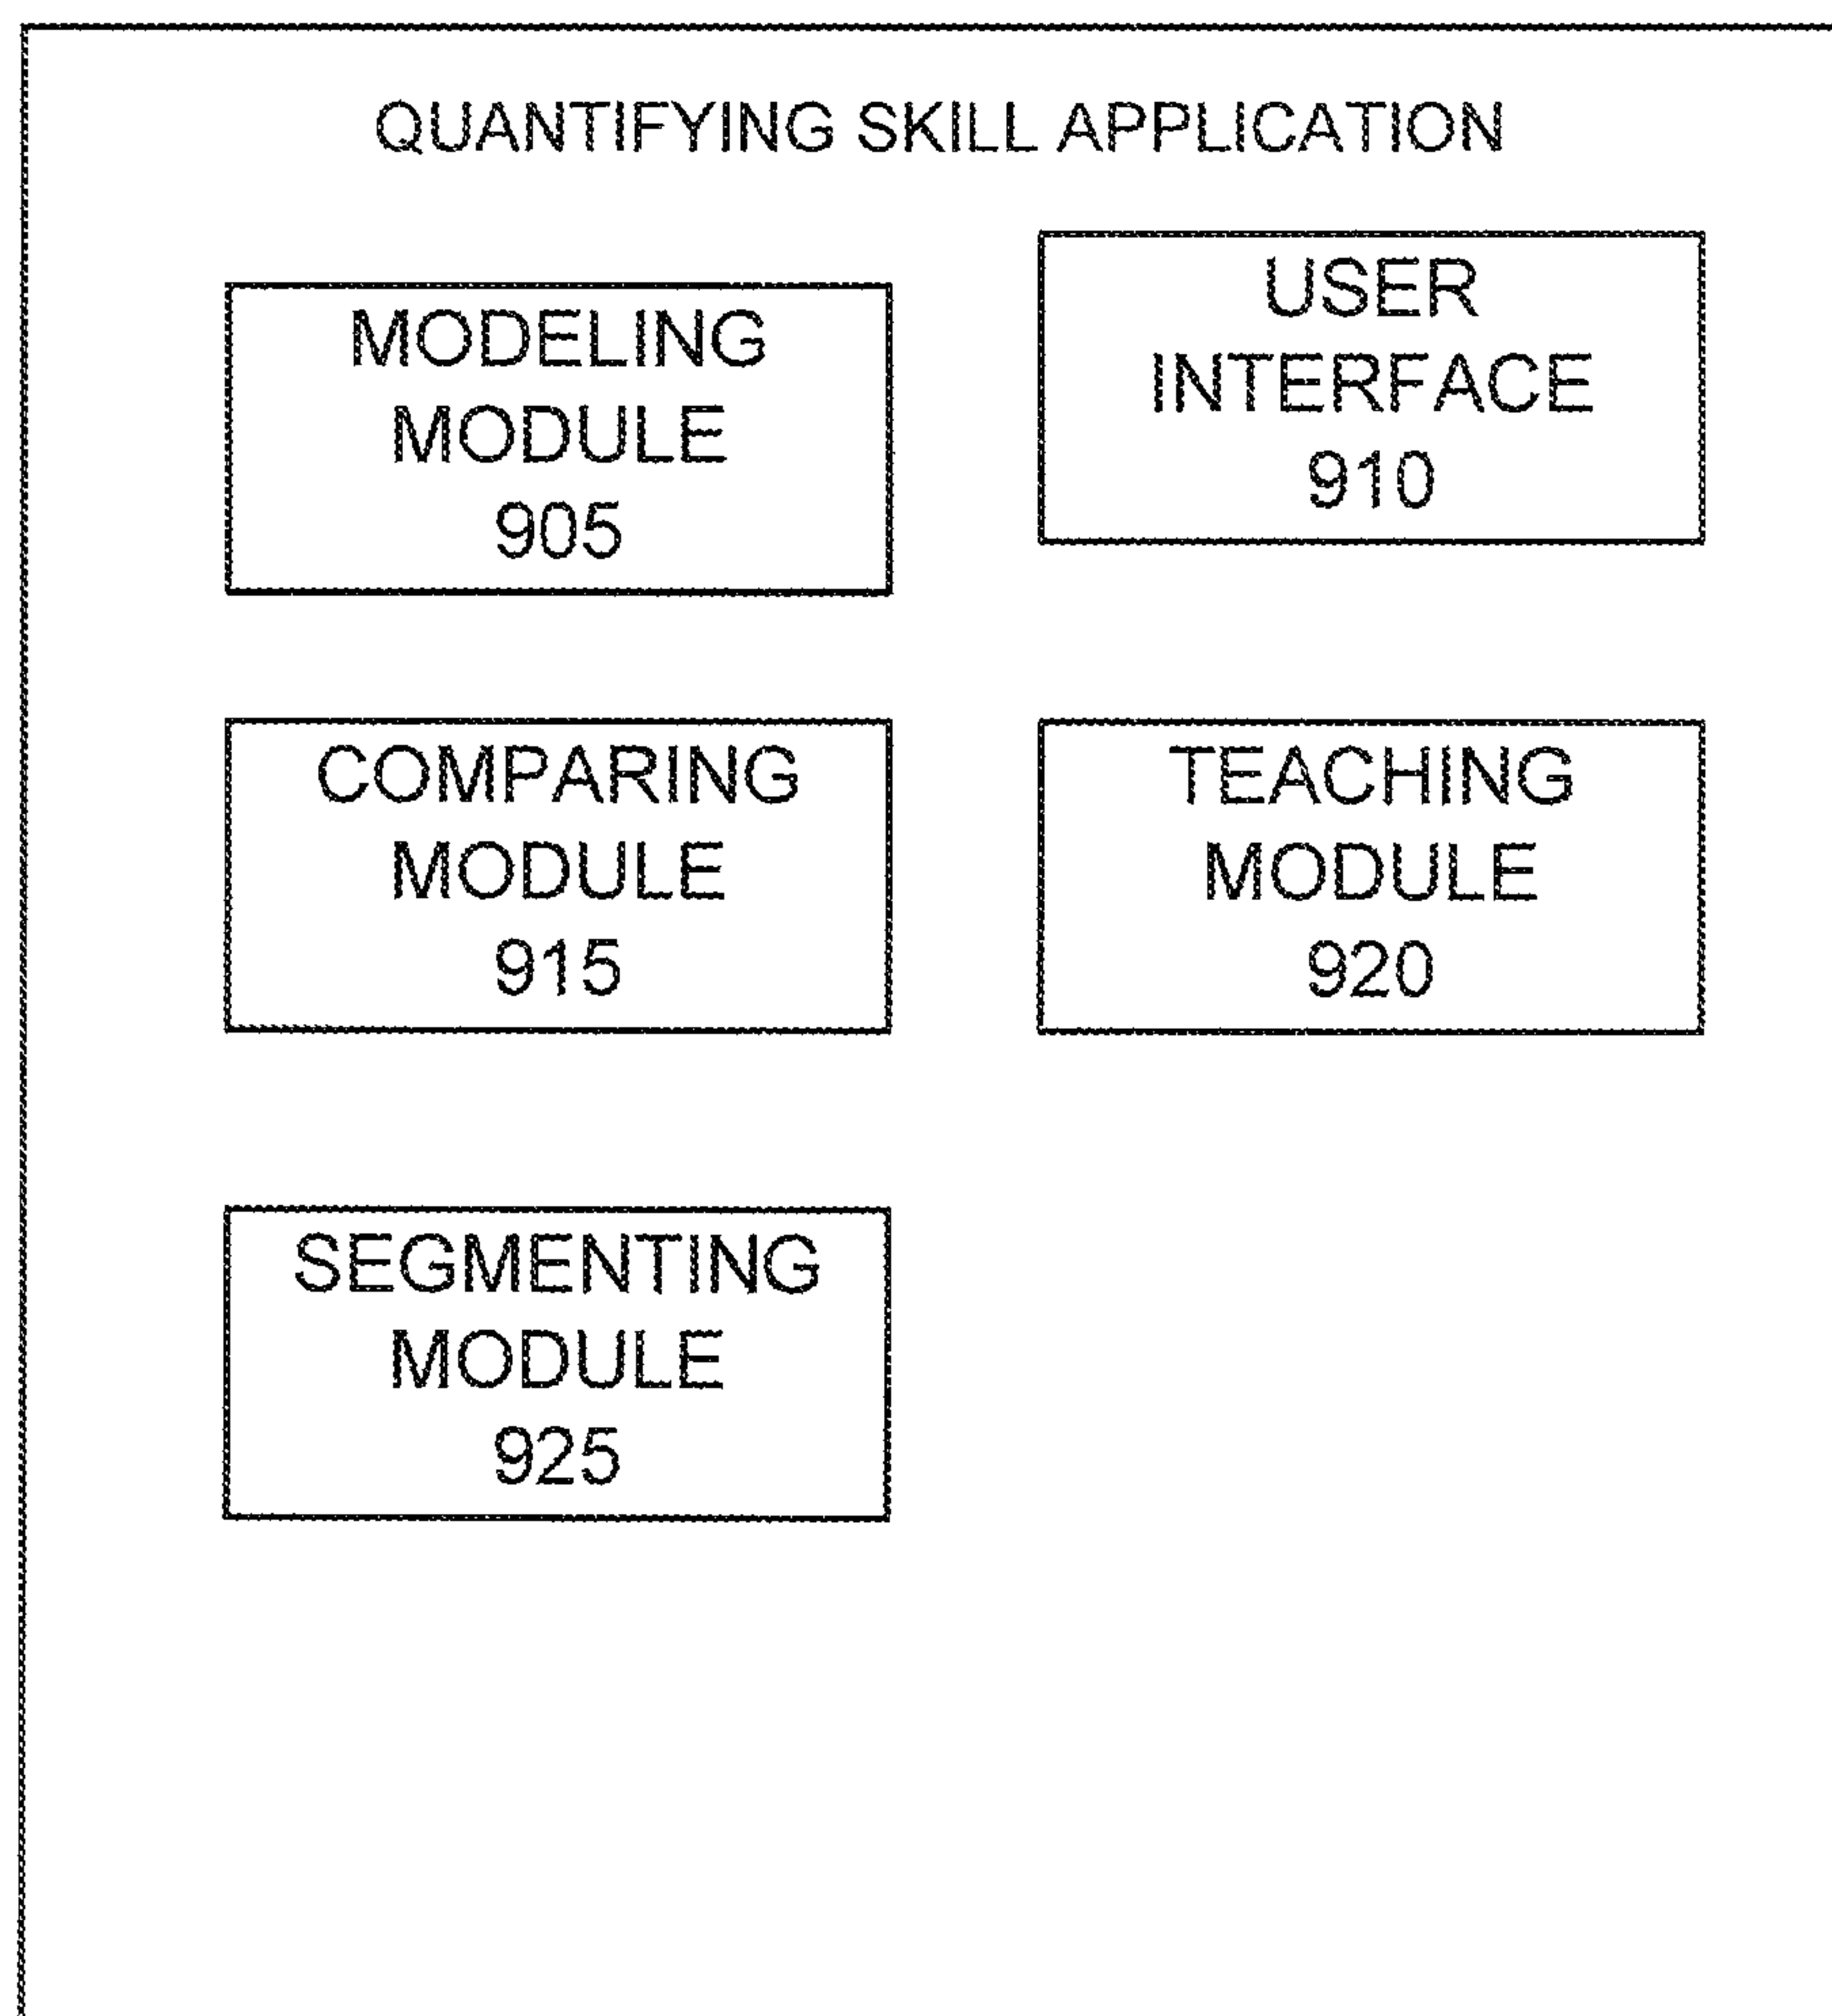 QUANTIFYING SKILL APPLICATION
MODELING
MODULE
905
USER
INTERFACE
910
COMPARING
MODULE
915
TEACHING
MODULE
920
SEGMENTING
MODULE
925